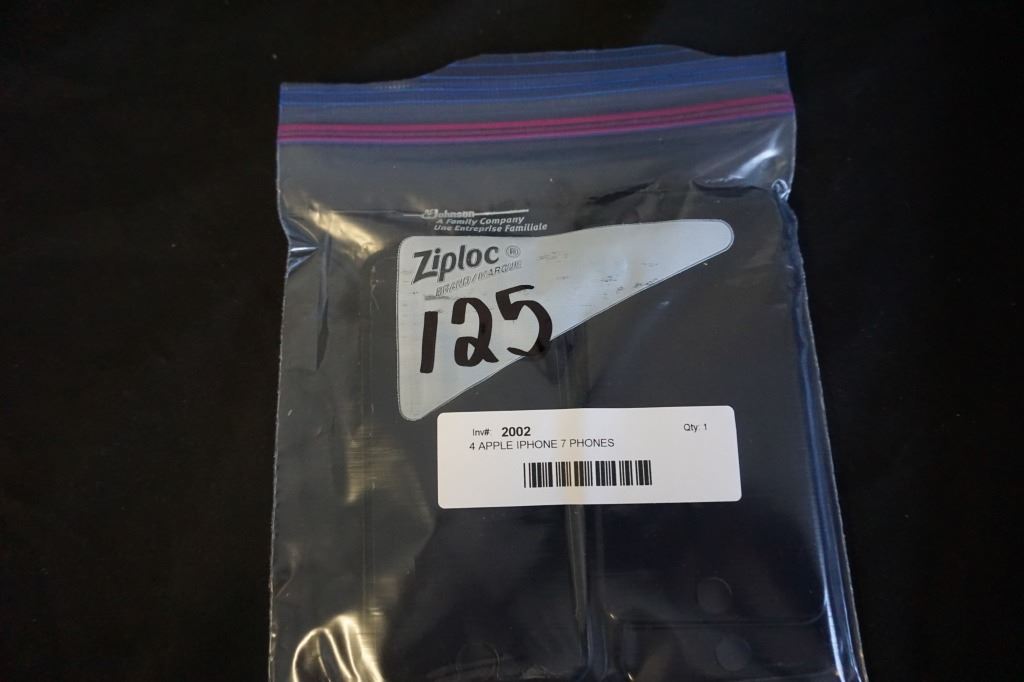 Johnson
A Family Company
Une Entreprise Familiale
Ziploc
BRAND/MARQUE
125
Inv#: 2002 Qty: 1
4 APPLE IPHONE 7 PHONES